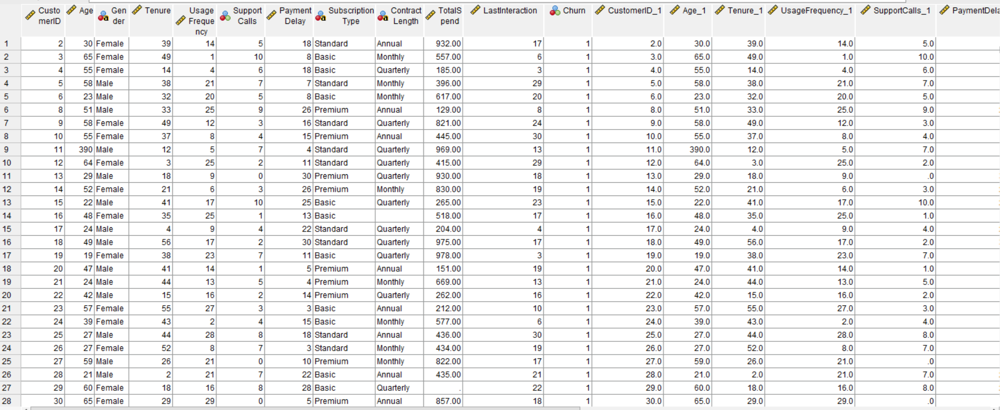 CustomerID Age Gender Tenure UsageFrequency SupportCalls PaymentDelay SubscriptionType ContractLength TotalSpend LastInteraction Churn CustomerID_1 Age_1 Tenure_1 UsageFrequency_1 SupportCalls_1 PaymentDela
1 2 30 Female 39 14 5 18 Standard Annual 932.00 17 1 2.0 30.0 39.0 14.0 5.0
2 3 65 Female 49 1 10 8 Basic Monthly 557.00 6 1 3.0 65.0 49.0 1.0 10.0
3 4 55 Female 14 4 6 18 Basic Quarterly 185.00 3 1 4.0 55.0 14.0 4.0 6.0
4 5 58 Male 38 21 7 7 Standard Monthly 396.00 29 1 5.0 58.0 38.0 21.0 7.0
5 6 23 Male 32 20 5 8 Basic Monthly 617.00 20 1 6.0 23.0 32.0 20.0 5.0
6 8 51 Male 33 25 9 26 Premium Annual 129.00 8 1 8.0 51.0 33.0 25.0 9.0
7 9 58 Female 49 12 3 16 Standard Quarterly 821.00 24 1 9.0 58.0 49.0 12.0 3.0
8 10 55 Female 37 8 4 15 Premium Annual 445.00 30 1 10.0 55.0 37.0 8.0 4.0
9 11 390 Male 12 5 7 4 Standard Quarterly 969.00 13 1 11.0 390.0 12.0 5.0 7.0
10 12 64 Female 3 25 2 11 Standard Quarterly 415.00 29 1 12.0 64.0 3.0 25.0 2.0
11 13 29 Male 18 9 0 30 Premium Quarterly 930.00 18 1 13.0 29.0 18.0 9.0 .0
12 14 52 Female 21 6 3 26 Premium Monthly 830.00 19 1 14.0 52.0 21.0 6.0 3.0
13 15 22 Male 41 17 10 25 Basic Quarterly 265.00 23 1 15.0 22.0 41.0 17.0 10.0
14 16 48 Female 35 25 1 13 Basic 518.00 17 1 16.0 48.0 35.0 25.0 1.0
15 17 24 Male 4 9 4 22 Standard Quarterly 204.00 4 1 17.0 24.0 4.0 9.0 4.0
16 18 49 Male 56 17 2 30 Standard Quarterly 975.00 17 1 18.0 49.0 56.0 17.0 2.0
17 19 19 Female 38 23 7 11 Basic Quarterly 978.00 3 1 19.0 19.0 38.0 23.0 7.0
18 20 47 Male 41 14 1 5 Premium Annual 151.00 19 1 20.0 47.0 41.0 14.0 1.0
19 21 24 Male 44 13 5 4 Premium Monthly 669.00 13 1 21.0 24.0 44.0 13.0 5.0
20 22 42 Male 15 16 2 14 Premium Quarterly 262.00 16 1 22.0 42.0 15.0 16.0 2.0
21 23 57 Female 55 27 3 3 Basic Annual 212.00 10 1 23.0 57.0 55.0 27.0 3.0
22 24 39 Female 43 2 4 15 Basic Monthly 577.00 6 1 24.0 39.0 43.0 2.0 4.0
23 25 27 Male 44 28 8 18 Standard Annual 436.00 30 1 25.0 27.0 44.0 28.0 8.0
24 26 27 Female 52 8 7 3 Standard Monthly 434.00 19 1 26.0 27.0 52.0 8.0 7.0
25 27 59 Male 26 21 0 10 Premium Monthly 822.00 17 1 27.0 59.0 26.0 21.0 .0
26 28 21 Male 2 21 7 22 Basic Annual 435.00 21 1 28.0 21.0 2.0 21.0 7.0
27 29 60 Female 18 16 8 28 Basic Quarterly . 22 1 29.0 60.0 18.0 16.0 8.0
28 30 65 Female 29 29 0 5 Premium Annual 857.00 18 1 30.0 65.0 29.0 29.0 .0